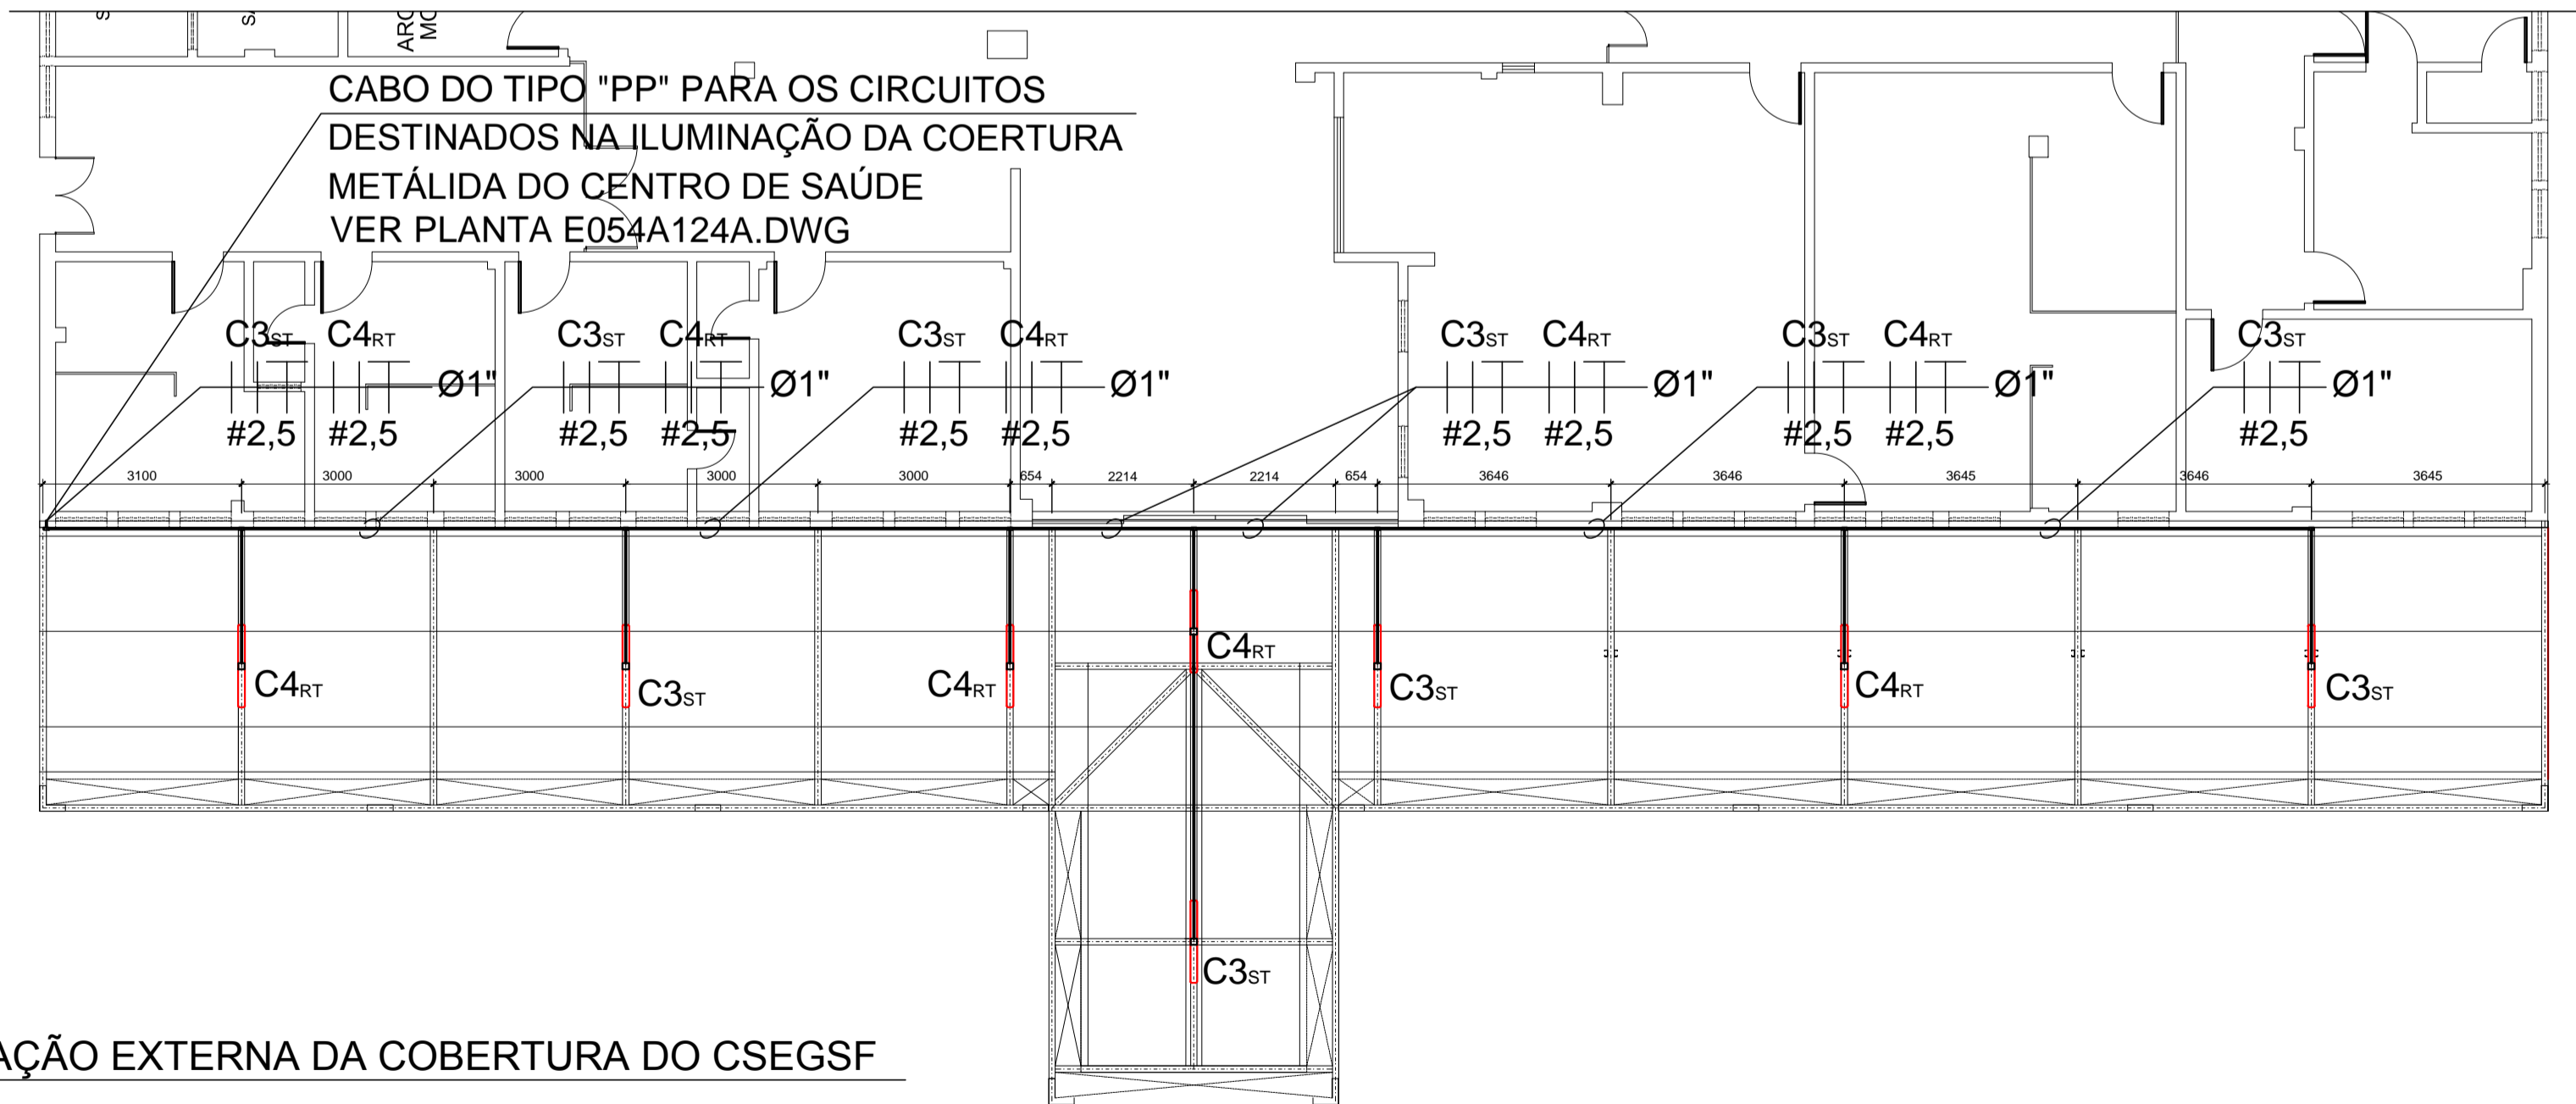 ARQ
MO
CABO DO TIPO "PP" PARA OS CIRCUITOS
DESTINADOS NA ILUMINAÇÃO DA COERTURA
METÁLIDA DO CENTRO DE SAÚDE
VER PLANTA E054A124A.DWG
C3ST C4RT C3ST C4RT C3ST C4RT C3ST C4RT C3ST C4RT C3ST
Ø1" Ø1" Ø1" Ø1" Ø1" Ø1"
#2,5 #2,5 #2,5 #2,5 #2,5 #2,5 #2,5 #2,5 #2,5 #2,5 #2,5
3100 3000 3000 3000 3000 654 2214 2214 654 3646 3646 3645 3646 3645
C4RT
C4RT C3ST C4RT C3ST C4RT C3ST
C3ST
AÇÃO EXTERNA DA COBERTURA DO CSEGSF